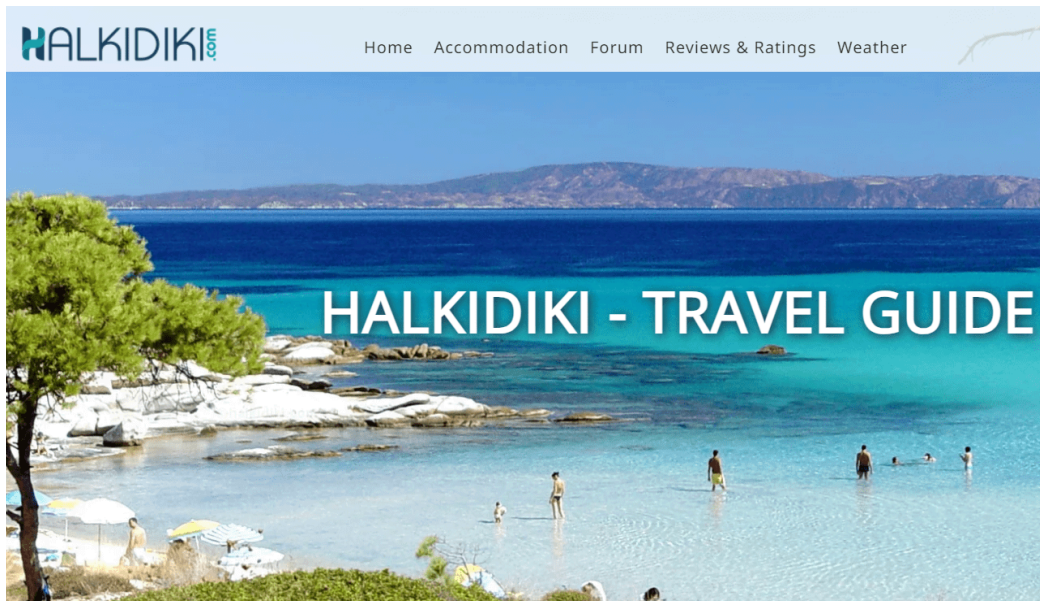 HALKIDIKI.com
Home Accommodation Forum Reviews & Ratings Weather
HALKIDIKI - TRAVEL GUIDE